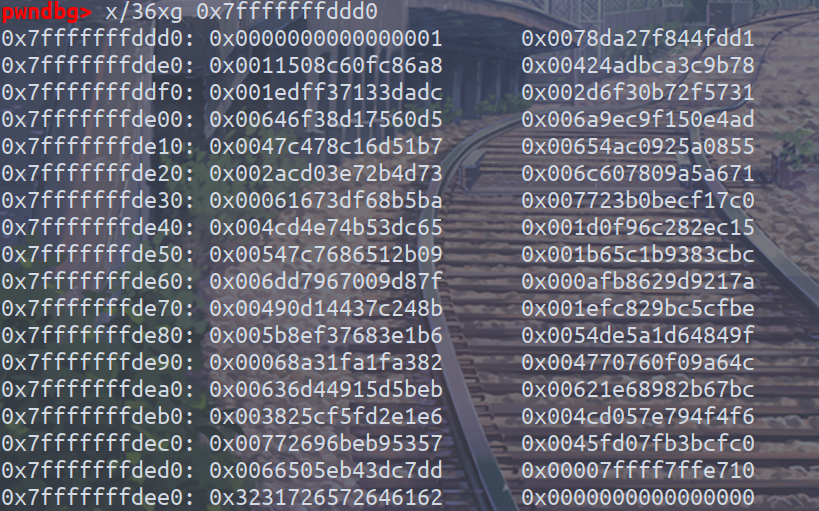 pwndbg> x/36xg 0x7fffffffddd0
0x7fffffffddd0: 0x0000000000000001 0x0078da27f844fdd1
0x7fffffffdde0: 0x0011508c60fc86a8 0x00424adbca3c9b78
0x7fffffffddf0: 0x001edff37133dadc 0x002d6f30b72f5731
0x7fffffffde00: 0x00646f38d17560d5 0x006a9ec9f150e4ad
0x7fffffffde10: 0x0047c478c16d51b7 0x00654ac0925a0855
0x7fffffffde20: 0x002acd03e72b4d73 0x006c607809a5a671
0x7fffffffde30: 0x00061673df68b5ba 0x007723b0becf17c0
0x7fffffffde40: 0x004cd4e74b53dc65 0x001d0f96c282ec15
0x7fffffffde50: 0x00547c7686512b09 0x001b65c1b9383cbc
0x7fffffffde60: 0x006dd7967009d87f 0x000afb8629d9217a
0x7fffffffde70: 0x00490d14437c248b 0x001efc829bc5cfbe
0x7fffffffde80: 0x005b8ef37683e1b6 0x0054de5a1d64849f
0x7fffffffde90: 0x00068a31fa1fa382 0x004770760f09a64c
0x7fffffffdea0: 0x00636d44915d5beb 0x00621e68982b67bc
0x7fffffffdeb0: 0x003825cf5fd2e1e6 0x004cd057e794f4f6
0x7fffffffdec0: 0x00772696beb95357 0x0045fd07fb3bcfc0
0x7fffffffded0: 0x0066505eb43dc7dd 0x00007ffff7ffe710
0x7fffffffdee0: 0x3231726572646162 0x0000000000000000